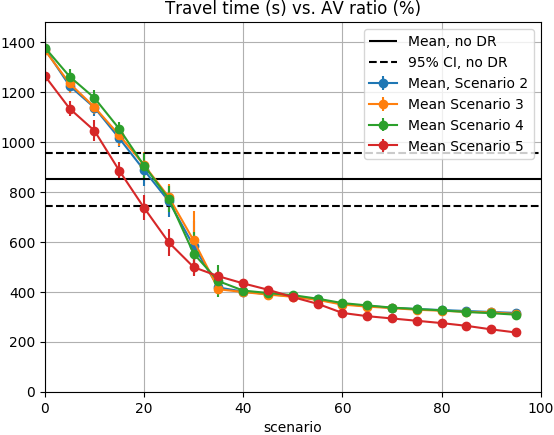 Travel time (s) vs. AV ratio (%)
Mean, no DR
95% CI, no DR
Mean, Scenario 2
Mean Scenario 3
Mean Scenario 4
Mean Scenario 5
1400
1200
1000
800
600
400
200
0
0 20 40 60 80 100
scenario